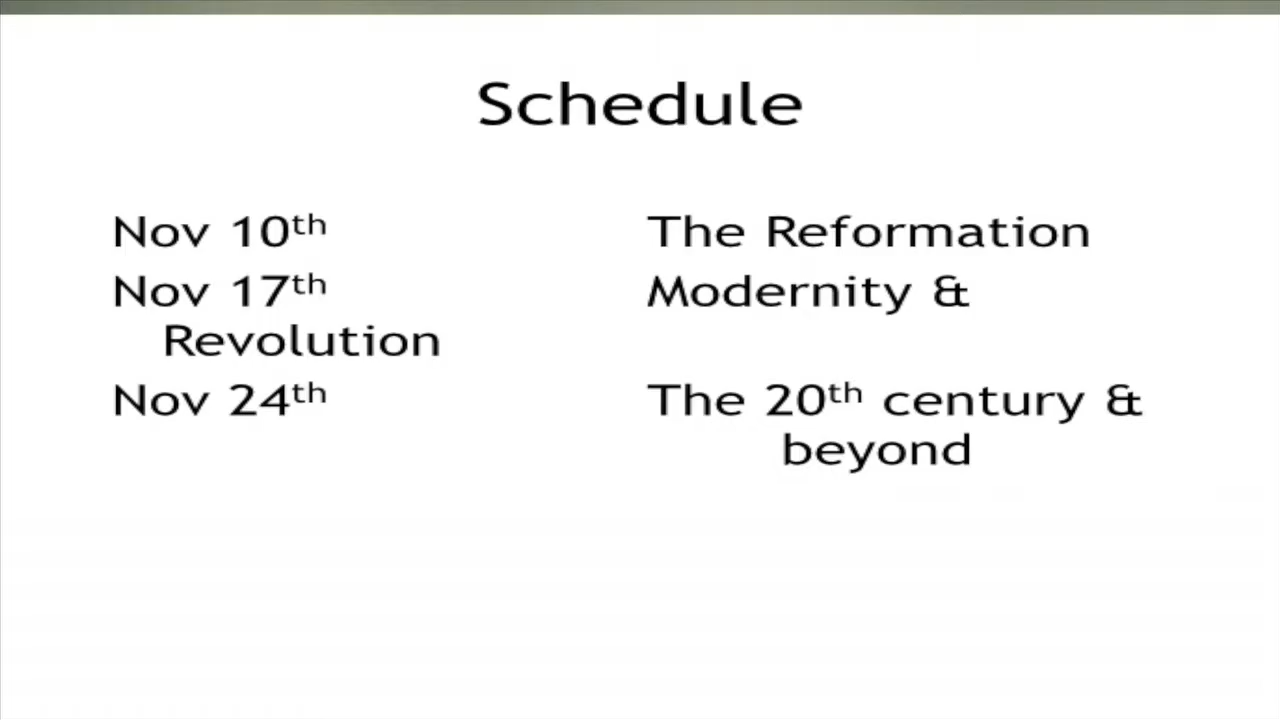 Schedule
Nov 10th The Reformation
Nov 17th Modernity &
Revolution
Nov 24th The 20th century &
beyond